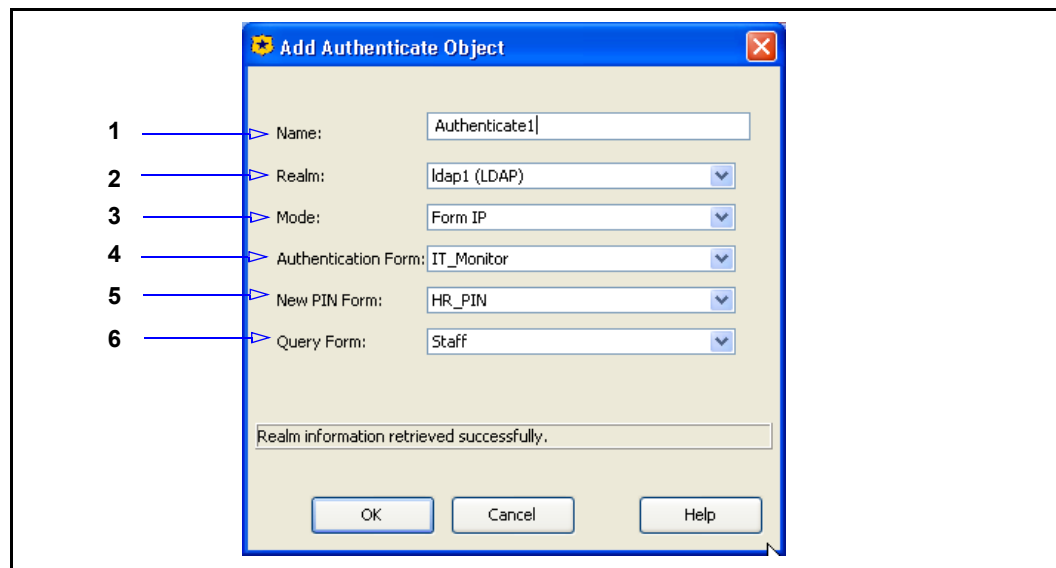 Add Authenticate Object
1 Name: Authenticate1
2 Realm: ldap1 (LDAP)
3 Mode: Form IP
4 Authentication Form: IT_Monitor
5 New PIN Form: HR_PIN
6 Query Form: Staff
Realm information retrieved successfully.
OK Cancel Help